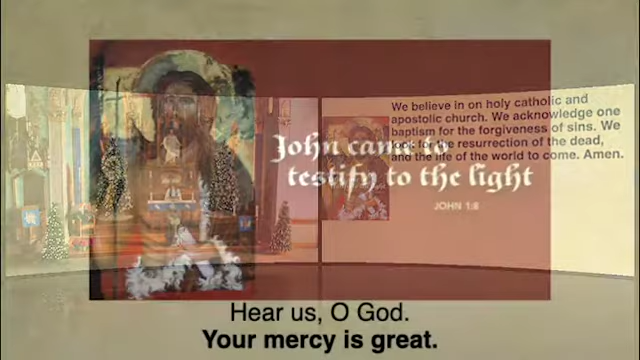 We believe in on holy catholic and
apostolic church. We acknowledge one
baptism for the forgiveness of sins. We
look for the resurrection of the dead,
and the life of the world to come. Amen.
John came to
testify to the light
JOHN 1:8
Hear us, O God.
Your mercy is great.